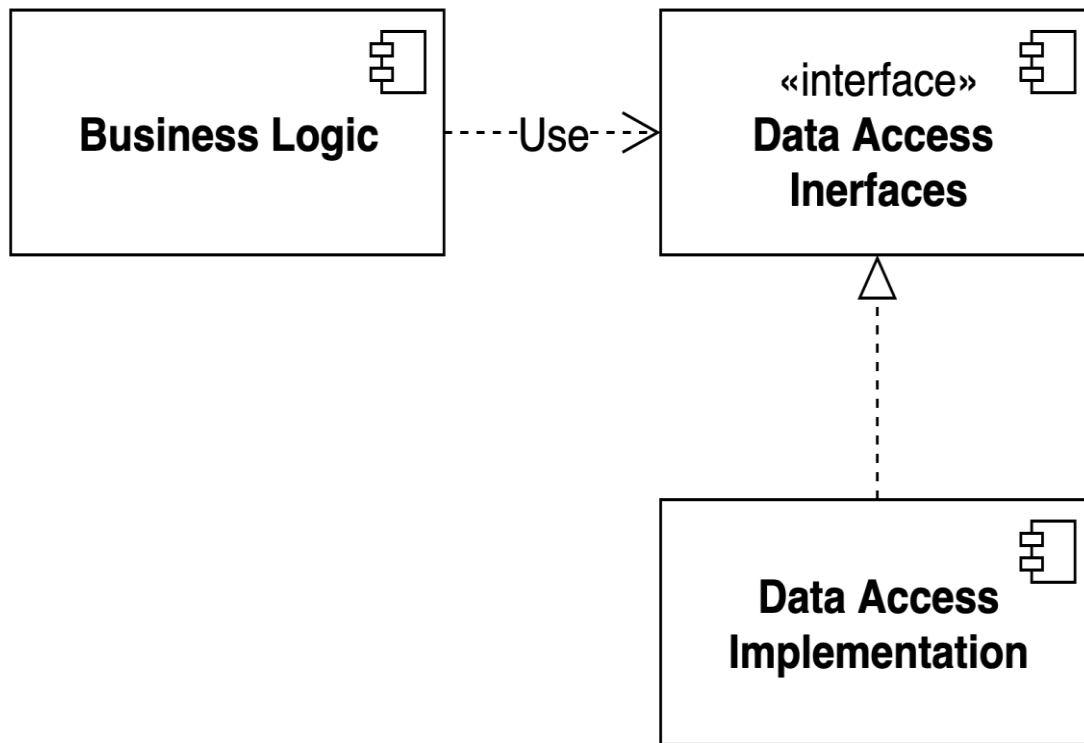 Business Logic
Use
«interface»
Data Access
Inerfaces
Data Access
Implementation